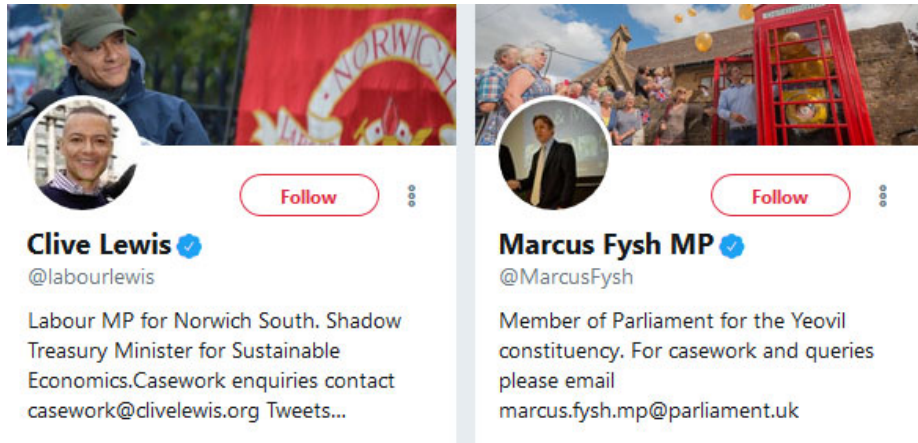 NORWICH
Follow
Clive Lewis
@labourlewis
Labour MP for Norwich South. Shadow
Treasury Minister for Sustainable
Economics.Casework enquiries contact
casework@clivelewis.org Tweets...
Follow
Marcus Fysh MP
@MarcusFysh
Member of Parliament for the Yeovil
constituency. For casework and queries
please email
marcus.fysh.mp@parliament.uk